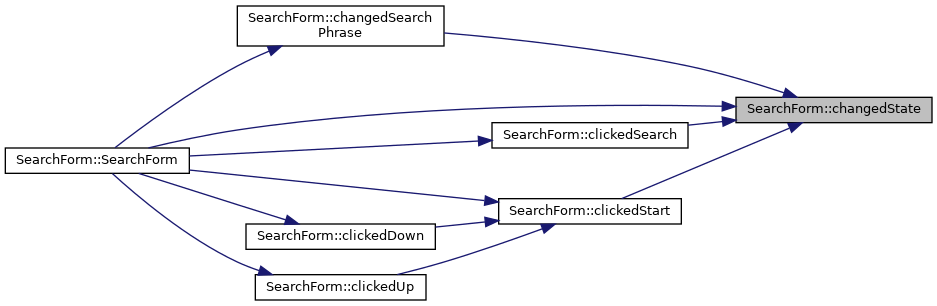 SearchForm::changedSearch
Phrase
SearchForm::changedState
SearchForm::clickedSearch
SearchForm::SearchForm
SearchForm::clickedStart
SearchForm::clickedDown
SearchForm::clickedUp